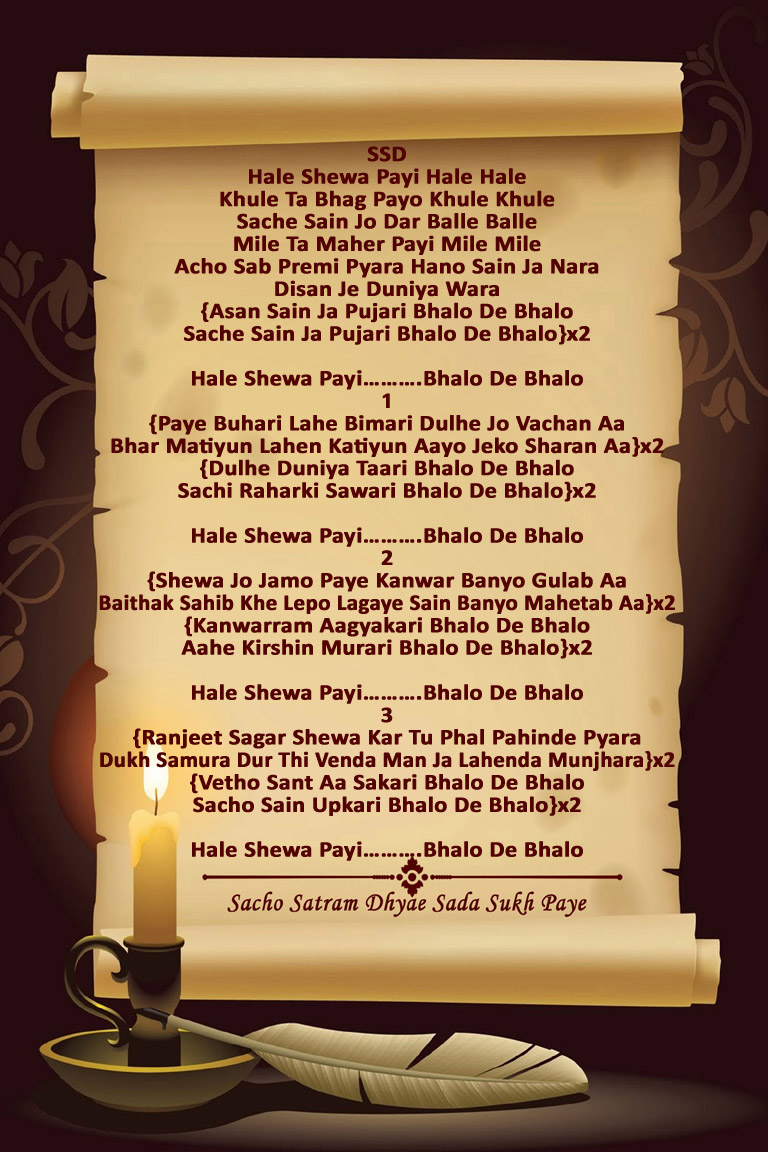 SSD
Hale Shewa Payi Hale Hale
Khule Ta Bhag Payo Khule Khule
Sache Sain Jo Dar Balle Balle
Mile Ta Maher Payi Mile Mile
Acho Sab Premi Pyara Hano Sain Ja Nara
Disan Je Duniya Wara
{Asan Sain Ja Pujari Bhalo De Bhalo
Sache Sain Ja Pujari Bhalo De Bhalo}x2

Hale Shewa Payi……….Bhalo De Bhalo
1
{Paye Buhari Lahe Bimari Dulhe Jo Vachan Aa
Bhar Matiyun Lahen Katiyun Aayo Jeko Sharan Aa}x2
{Dulhe Duniya Taari Bhalo De Bhalo
Sachi Raharki Sawari Bhalo De Bhalo}x2

Hale Shewa Payi……….Bhalo De Bhalo
2
{Shewa Jo Jamo Paye Kanwar Banyo Gulab Aa
Baithak Sahib Khe Lepo Lagaye Sain Banyo Mahetab Aa}x2
{Kanwarram Aagyakari Bhalo De Bhalo
Aahe Kirshin Murari Bhalo De Bhalo}x2

Hale Shewa Payi……….Bhalo De Bhalo
3
{Ranjeet Sagar Shewa Kar Tu Phal Pahinde Pyara
Dukh Samura Dur Thi Venda Man Ja Lahenda Munjhara}x2
{Vetho Sant Aa Sakari Bhalo De Bhalo
Sacho Sain Upkari Bhalo De Bhalo}x2

Hale Shewa Payi……….Bhalo De Bhalo
Sacho Satram Dhyae Sada Sukh Paye